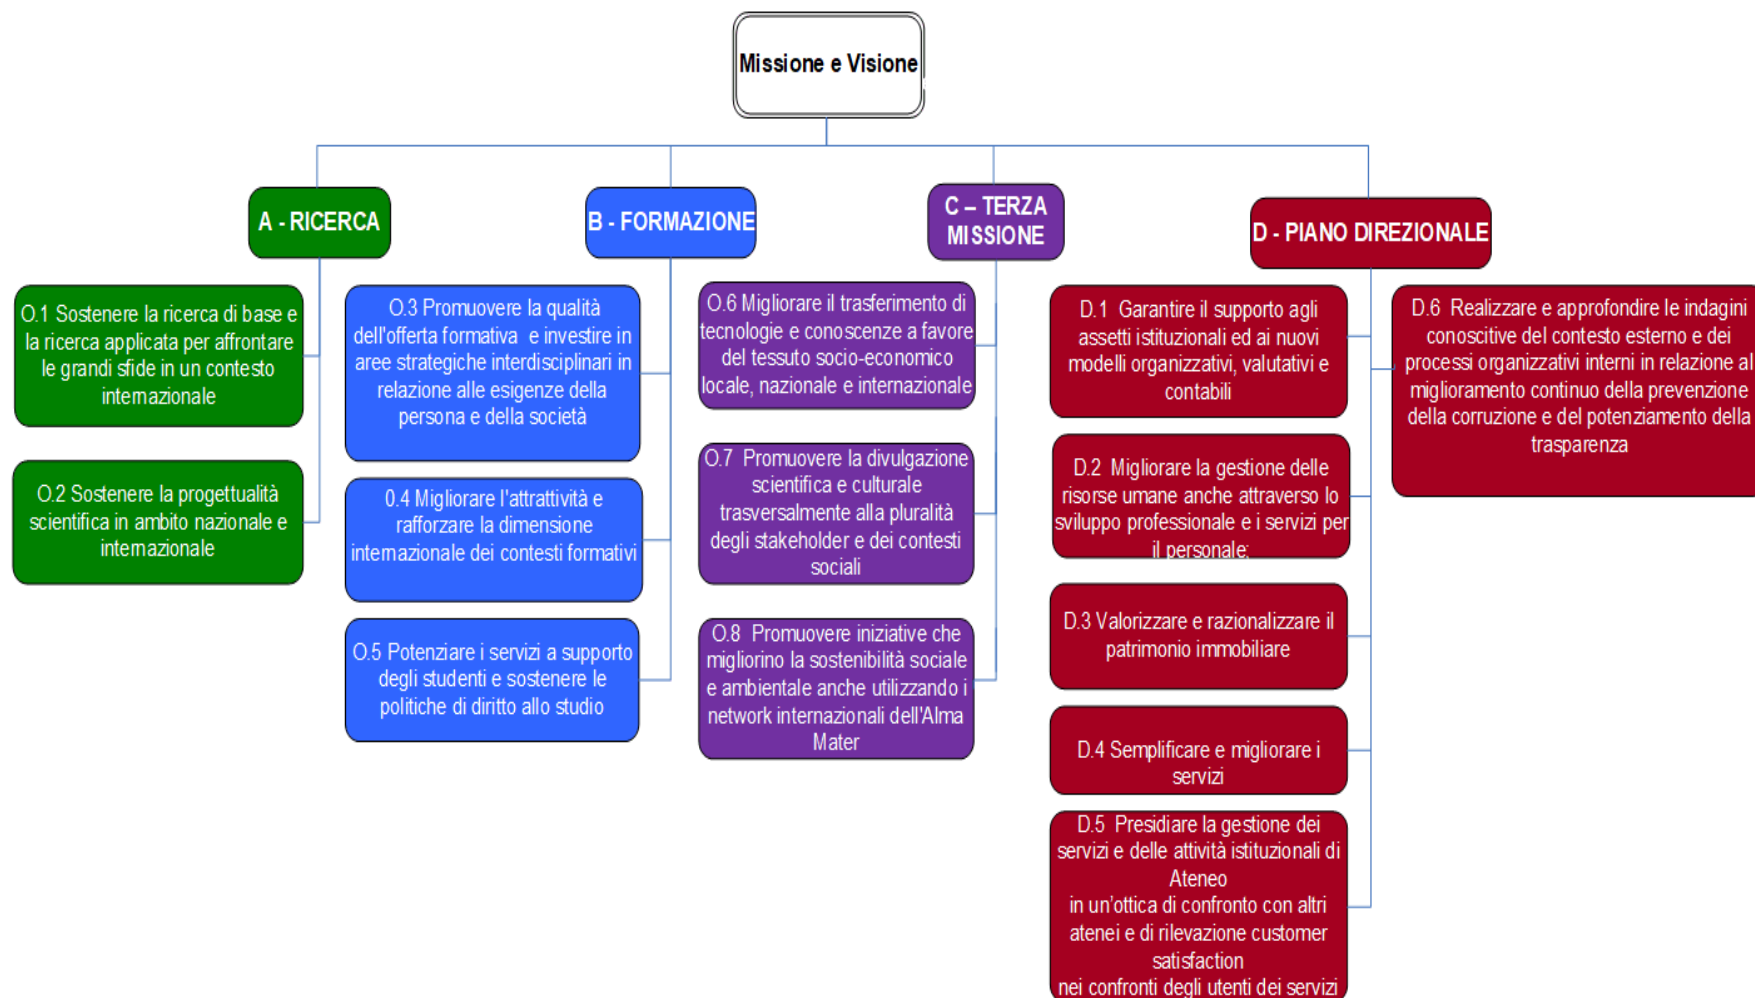 Missione e Visione
A - RICERCA
O.1 Sostenere la ricerca di base e
la ricerca applicata per affrontare
le grandi sfide in un contesto
internazionale
O.2 Sostenere la progettualità
scientifica in ambito nazionale e
internazionale
B - FORMAZIONE
O.3 Promuovere la qualità
dell'offerta formativa e investire in
aree strategiche interdisciplinari in
relazione alle esigenze della
persona e della società
0.4 Migliorare l'attrattività e
rafforzare la dimensione
internazionale dei contesti formativi
O.5 Potenziare i servizi a supporto
degli studenti e sostenere le
politiche di diritto allo studio
C – TERZA
MISSIONE
O.6 Migliorare il trasferimento di
tecnologie e conoscenze a favore
del tessuto socio-economico
locale, nazionale e internazionale
O.7 Promuovere la divulgazione
scientifica e culturale
trasversalmente alla pluralità
degli stakeholder e dei contesti
sociali
O.8 Promuovere iniziative che
migliorino la sostenibilità sociale
e ambientale anche utilizzando i
network internazionali dell'Alma
Mater
D - PIANO DIREZIONALE
D.1 Garantire il supporto agli
assetti istituzionali ed ai nuovi
modelli organizzativi, valutativi e
contabili
D.2 Migliorare la gestione delle
risorse umane anche attraverso lo
sviluppo professionale e i servizi per
il personale;
D.3 Valorizzare e razionalizzare il
patrimonio immobiliare
D.4 Semplificare e migliorare i
servizi
D.5 Presidiare la gestione dei
servizi e delle attività istituzionali di
Ateneo
in un'ottica di confronto con altri
atenei e di rilevazione customer
satisfaction
nei confronti degli utenti dei servizi
D.6 Realizzare e approfondire le indagini
conoscitive del contesto esterno e dei
processi organizzativi interni in relazione al
miglioramento continuo della prevenzione
della corruzione e del potenziamento della
trasparenza